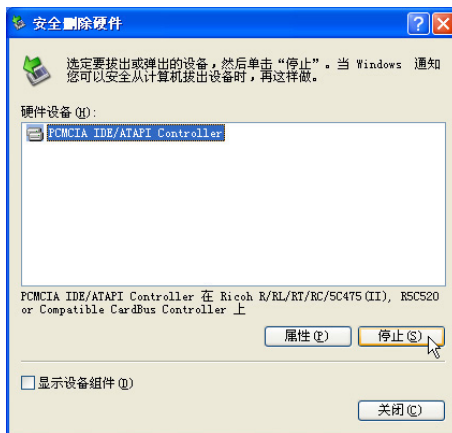 安全删除硬件
选定要拔出或弹出的设备，然后单击“停止”。当 Windows 通知
您可以安全从计算机拔出设备时，再这样做。
硬件设备(H):
PCMCIA IDE/ATAPI Controller
PCMCIA IDE/ATAPI Controller 在 Ricoh R/RL/RT/RC/5C475(II), R5C520
or Compatible CardBus Controller 上
属性(P) 停止(S)
显示设备组件(D)
关闭(C)